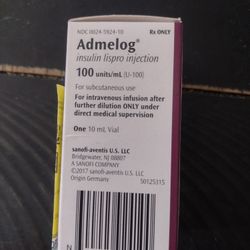 NDC 0024-5924-10
Rx ONLY
Admelog®
insulin lispro injection
100 units/mL (U-100)
For subcutaneous use
For intravenous infusion after
further dilution ONLY under
direct medical supervision
One 10 mL Vial
sanofi-aventis U.S. LLC
Bridgewater, NJ 08807
A SANOFI COMPANY
©2017 sanofi-aventis U.S. LLC
Origin Germany
50125315
N